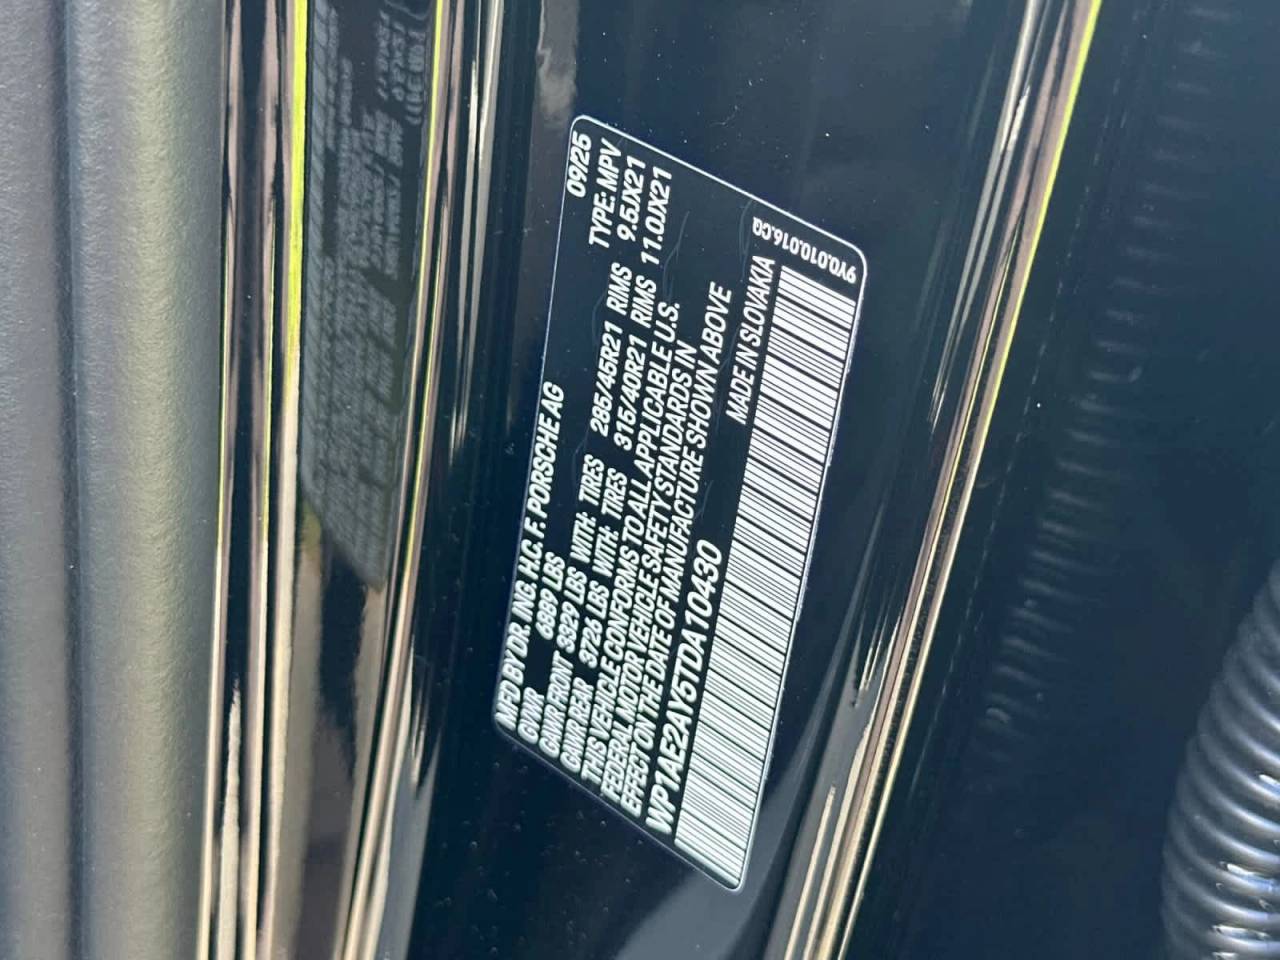 MFD BY DR. ING. H.C. F. PORSCHE AG 09/25
GVWR 6889 LBS TYPE: MPV
GAWR FRONT 3329 LBS WITH: TIRES 285/45R21 RIMS 9.5JX21
GAWR REAR 3726 LBS WITH: TIRES 315/40R21 RIMS 11.0JX21
THIS VEHICLE CONFORMS TO ALL APPLICABLE U.S.
FEDERAL MOTOR VEHICLE SAFETY STANDARDS IN
EFFECT ON THE DATE OF MANUFACTURE SHOWN ABOVE
WP1AE2AY5TDA10430 MADE IN SLOVAKIA
9Y0.010.016.CQ